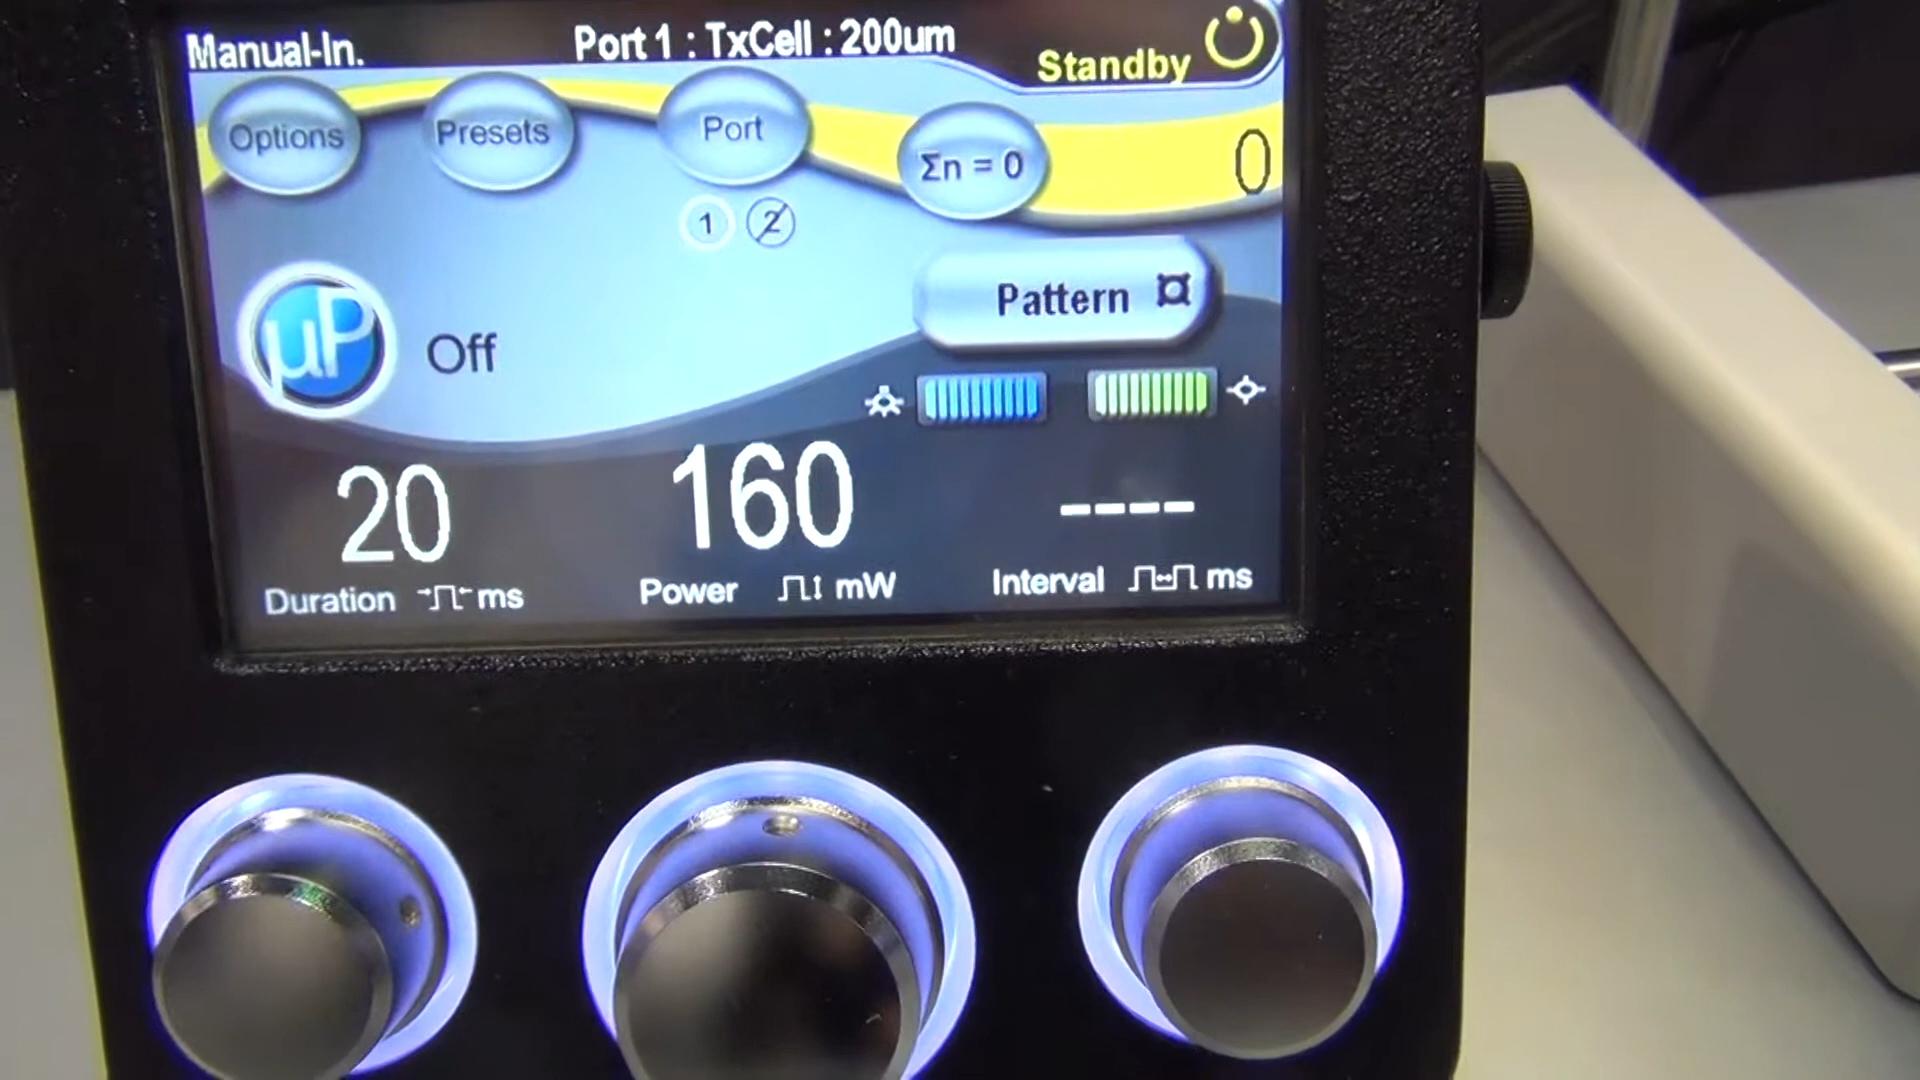 Manual-In. Port 1 : TxCell : 200um Standby
Options Presets Port Σn = 0 0
1 2
Pattern
µP Off
20 160 ----
Duration ms Power mW Interval ms